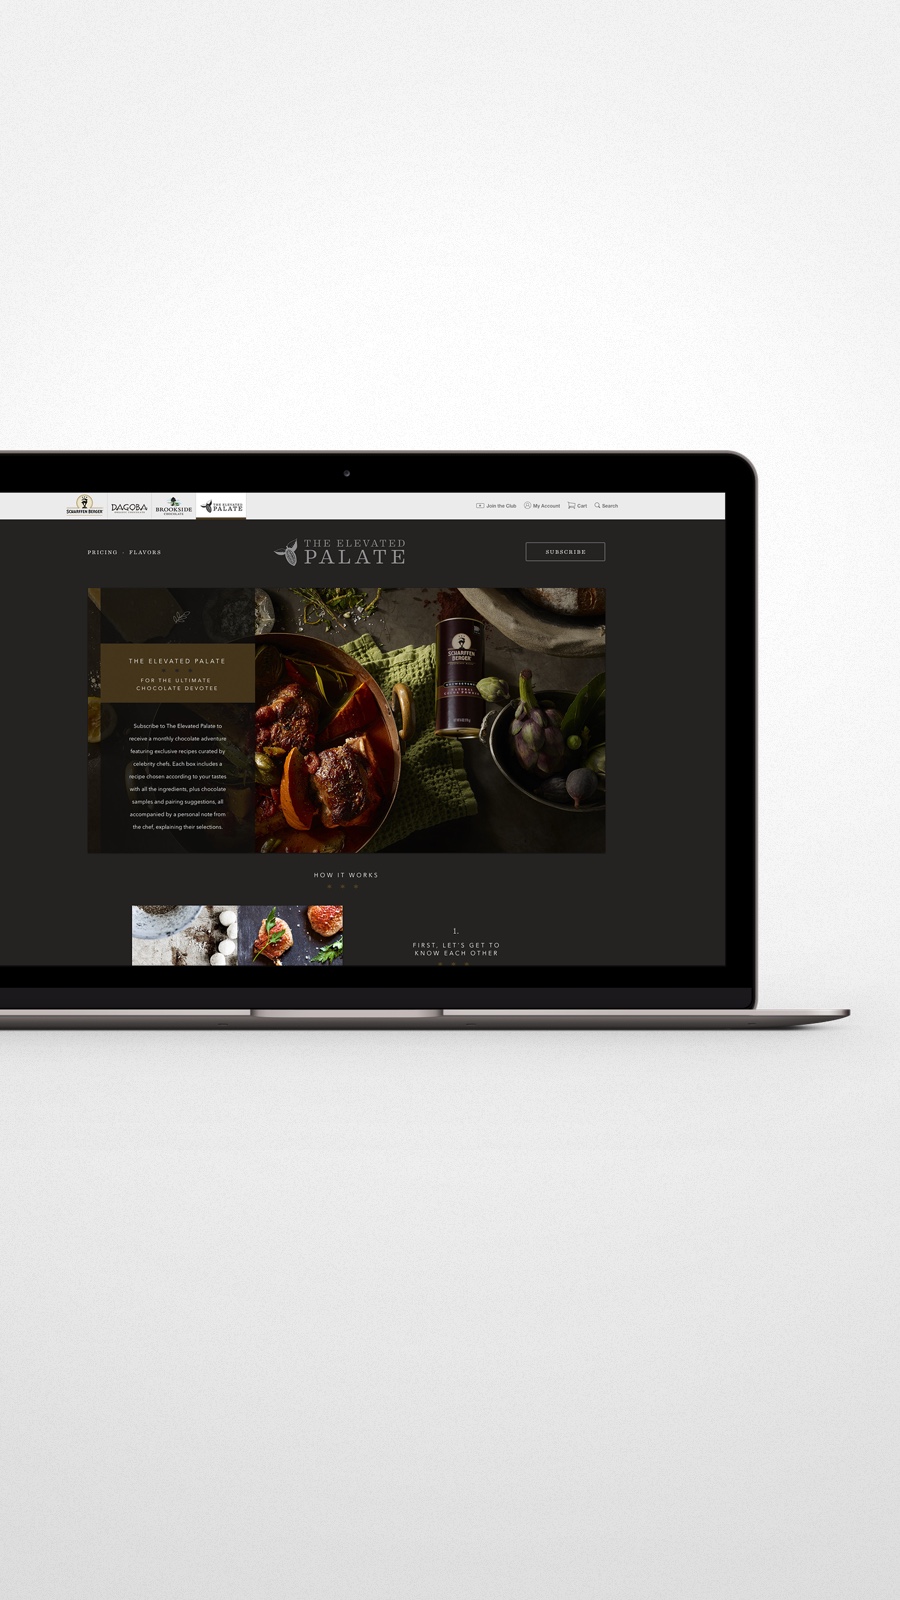 SCHARFFEN BERGER
DAGOBA
BROOKSIDE
CHOCOLATE
THE ELEVATED
PALATE
Join the Club
My Account
Cart
Search
PRICING · FLAVORS
THE ELEVATED
PALATE
SUBSCRIBE
THE ELEVATED PALATE
FOR THE ULTIMATE
CHOCOLATE DEVOTEE
Subscribe to The Elevated Palate to
receive a monthly chocolate adventure
featuring exclusive recipes curated by
celebrity chefs. Each box includes a
recipe chosen according to your tastes
with all the ingredients, plus chocolate
samples and pairing suggestions, all
accompanied by a personal note from
the chef, explaining their selections.
SCHARFFEN
BERGER
HOW IT WORKS
1.
FIRST, LET'S GET TO
KNOW EACH OTHER